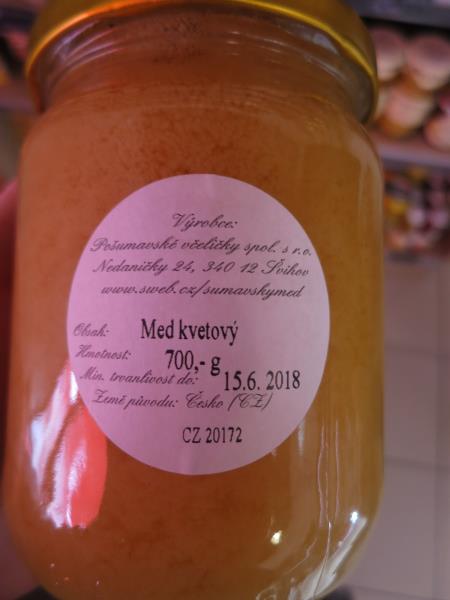 Výrobce:
Pošumavské včeličky spol. s r.o.
Nedaničky 24, 340 12 Švihov
www.sweb.cz/sumavskymed
Obsah: Med kvetový
Hmotnost: 700,- g
Min. trvanlivost do: 15.6. 2018
Země původu: Česko (CZ)
CZ 20172